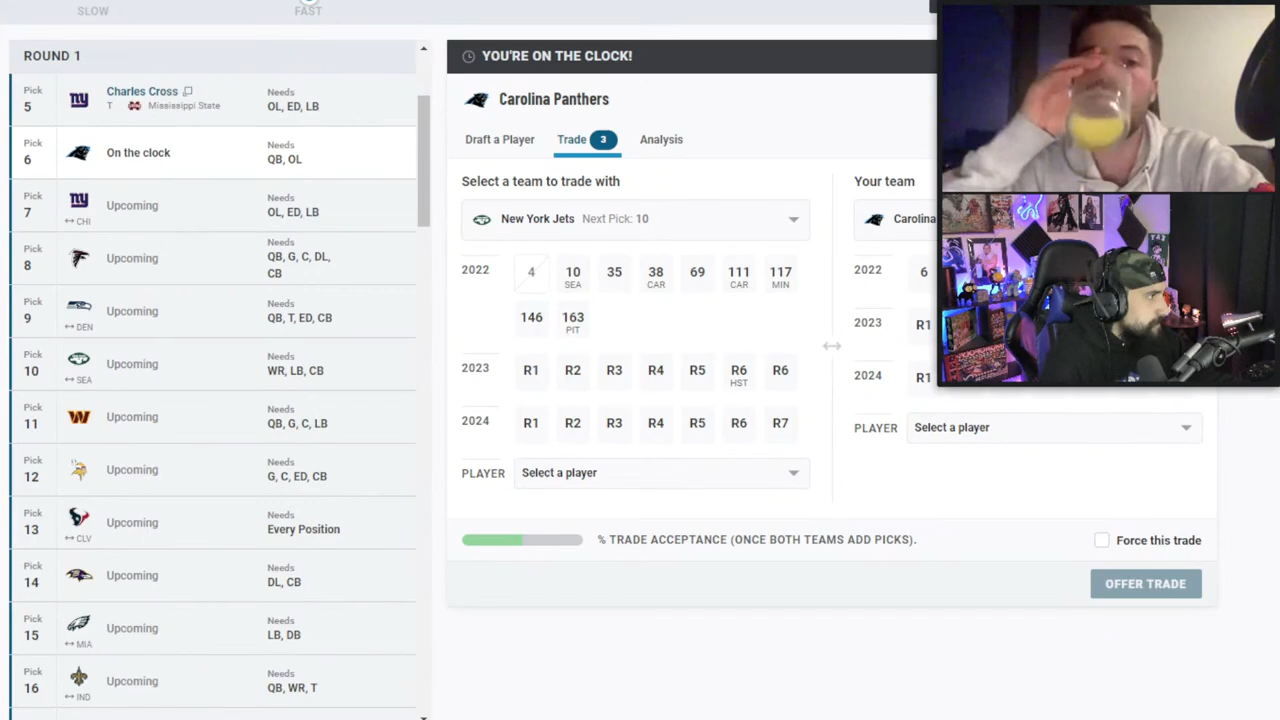 SLOW
FAST
ROUND 1
Pick
5
Charles Cross
T
Mississippi State
Needs
OL, ED, LB
Pick
6
On the clock
Needs
QB, OL
Pick
7
↔ CHI
Upcoming
Needs
OL, ED, LB
Pick
8
Upcoming
Needs
QB, G, C, DL,
CB
Pick
9
↔ DEN
Upcoming
Needs
QB, T, ED, CB
Pick
10
↔ SEA
Upcoming
Needs
WR, LB, CB
Pick
11
Upcoming
Needs
QB, G, C, LB
Pick
12
Upcoming
Needs
G, C, ED, CB
Pick
13
↔ CLV
Upcoming
Needs
Every Position
Pick
14
Upcoming
Needs
DL, CB
Pick
15
↔ MIA
Upcoming
Needs
LB, DB
Pick
16
↔ IND
Upcoming
Needs
QB, WR, T
YOU'RE ON THE CLOCK!
Carolina Panthers
Draft a Player
Trade 3
Analysis
Select a team to trade with
New York Jets Next Pick: 10
2022
4
10
SEA
35
38
CAR
69
111
CAR
117
MIN
146
163
PIT
2023
R1
R2
R3
R4
R5
R6
HST
R6
2024
R1
R2
R3
R4
R5
R6
R7
PLAYER
Select a player
Your team
Carolina
2022
6
2023
R1
2024
R1
PLAYER
Select a player
% TRADE ACCEPTANCE (ONCE BOTH TEAMS ADD PICKS).
Force this trade
OFFER TRADE